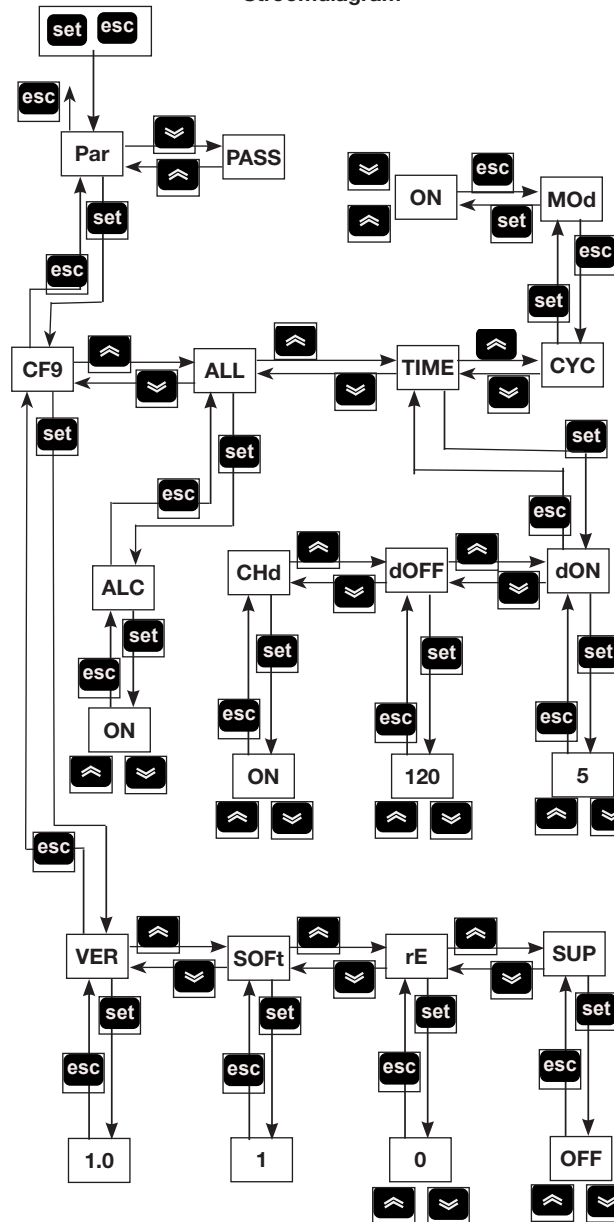 set esc
esc
Par
PASS
set
esc
ON
esc
MOd
set
esc
set
CF9
ALL
TIME
CYC
set
set
set
esc
esc
ALC
CHd
dOFF
dON
set
set
set
set
esc
esc
esc
esc
ON
ON
120
5
esc
VER
SOFt
rE
SUP
set
set
set
set
esc
esc
esc
esc
1.0
1
0
OFF